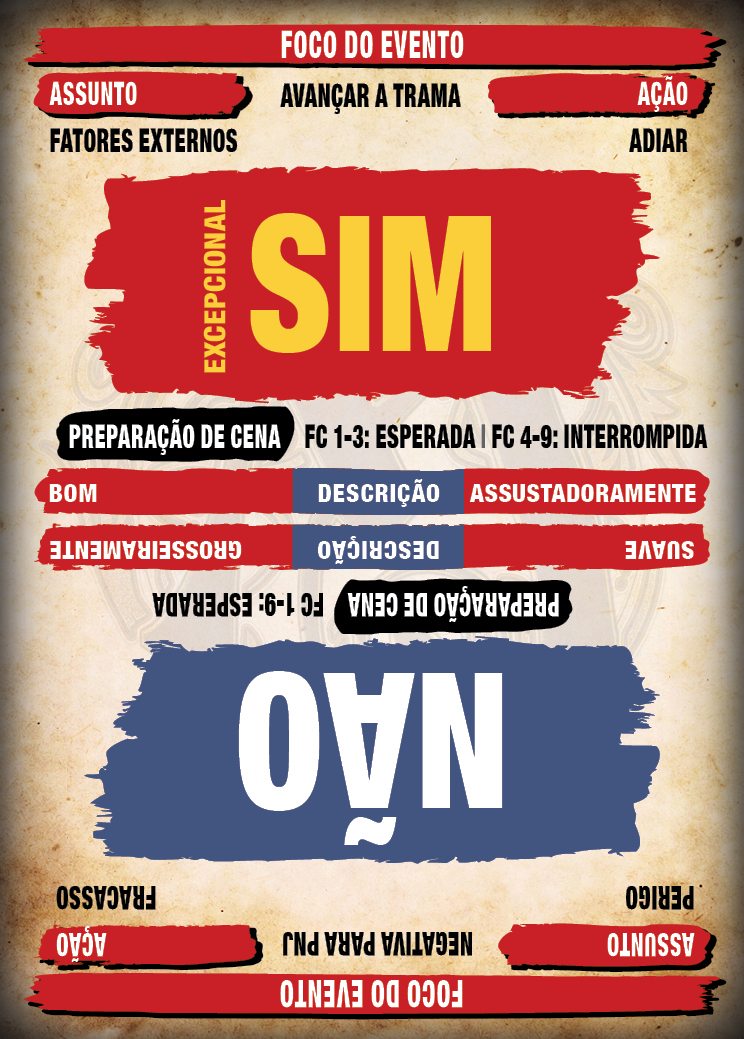 FOCO DO EVENTO
ASSUNTO AVANÇAR A TRAMA AÇÃO
FATORES EXTERNOS ADIAR
EXCEPCIONAL
SIM
PREPARAÇÃO DE CENA FC 1-3: ESPERADA | FC 4-9: INTERROMPIDA
BOM DESCRIÇÃO ASSUSTADORAMENTE
SUAVE DESCRIÇÃO GROSSEIRAMENTE
PREPARAÇÃO DE CENA FC 1-9: ESPERADA
NÃO
PERIGO FRACASSO
ASSUNTO NEGATIVA PARA PNJ AÇÃO
FOCO DO EVENTO